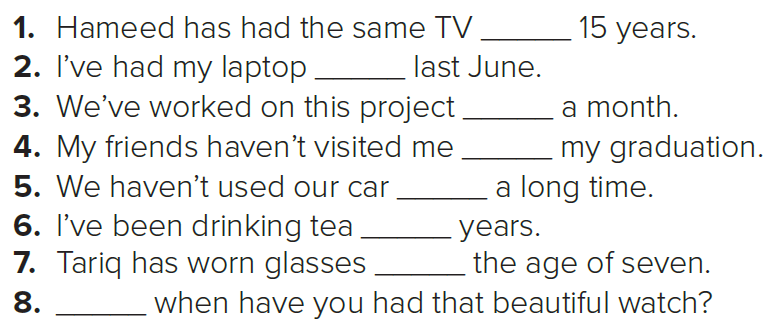 1. Hameed has had the same TV ______ 15 years.
2. I've had my laptop ______ last June.
3. We've worked on this project ______ a month.
4. My friends haven't visited me ______ my graduation.
5. We haven't used our car ______ a long time.
6. I've been drinking tea ______ years.
7. Tariq has worn glasses ______ the age of seven.
8. ______ when have you had that beautiful watch?